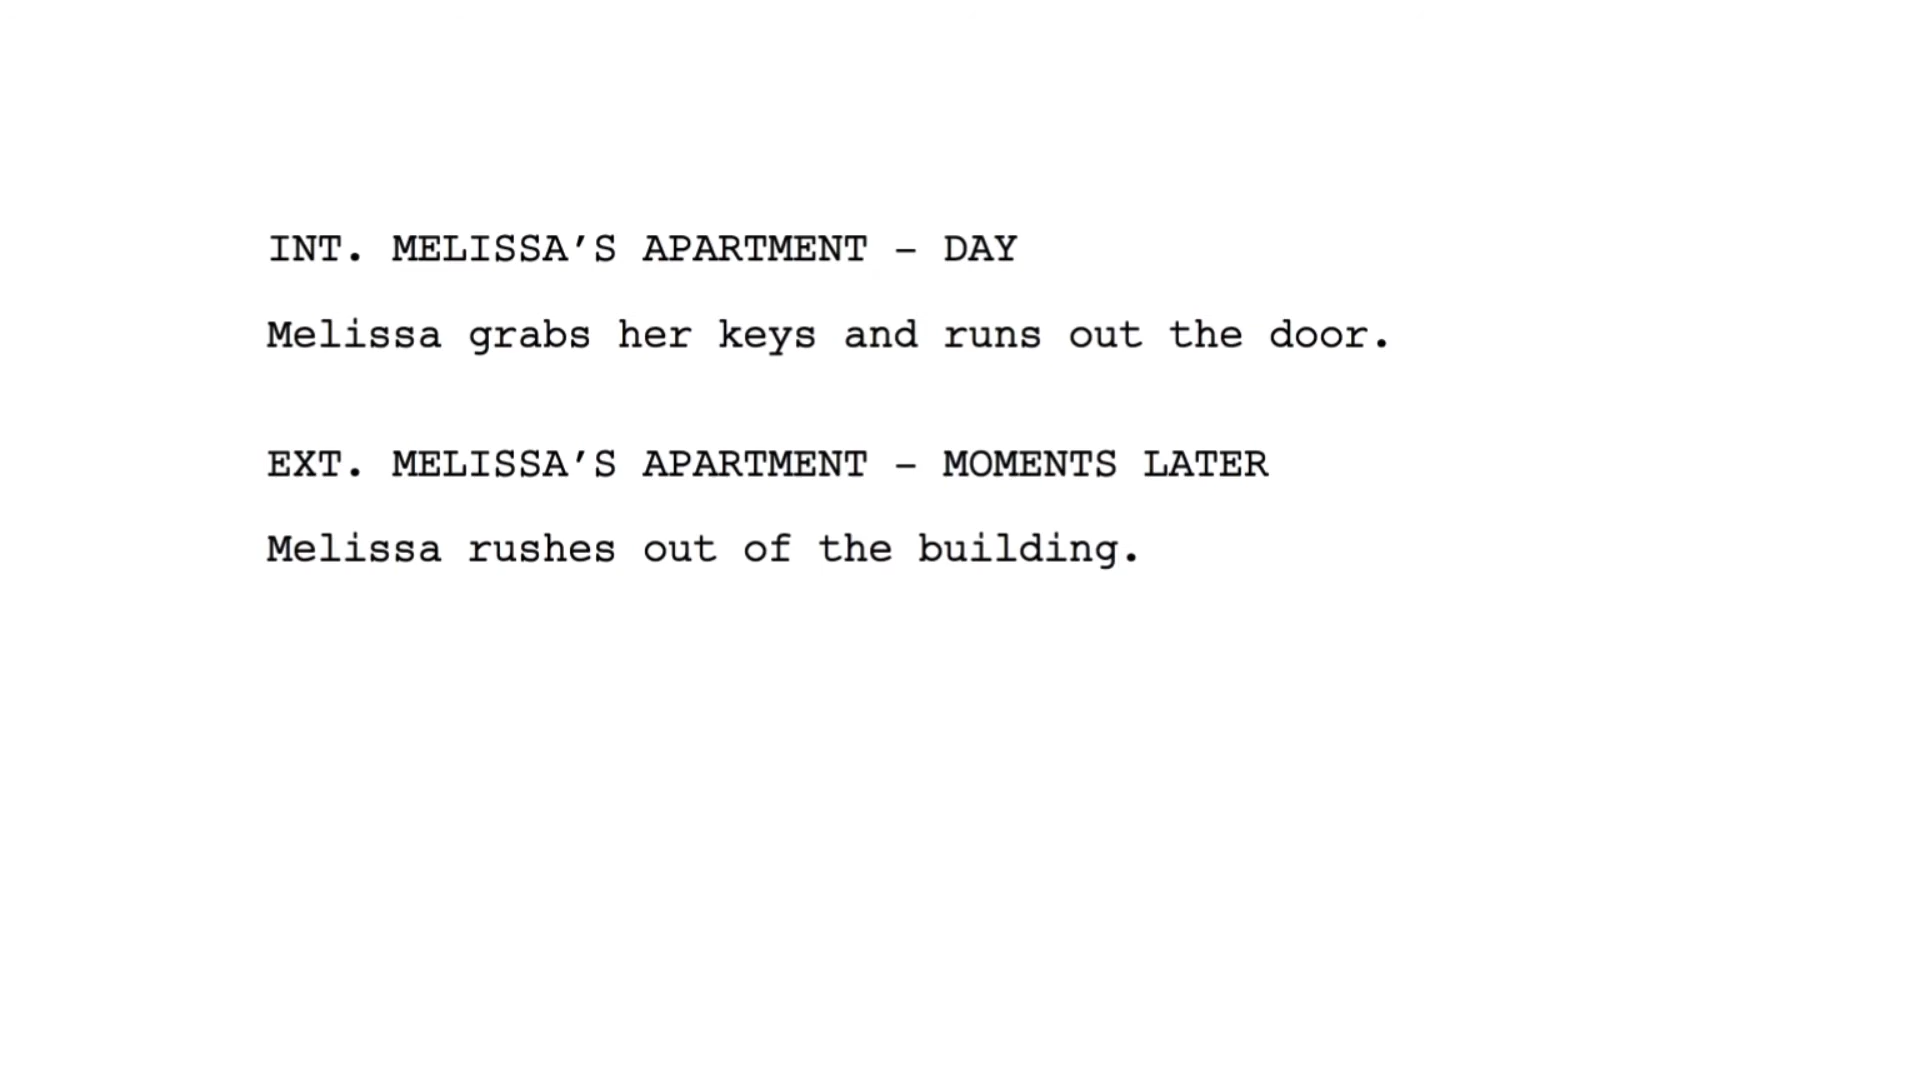 INT. MELISSA’S APARTMENT – DAY
Melissa grabs her keys and runs out the door.
EXT. MELISSA’S APARTMENT – MOMENTS LATER
Melissa rushes out of the building.